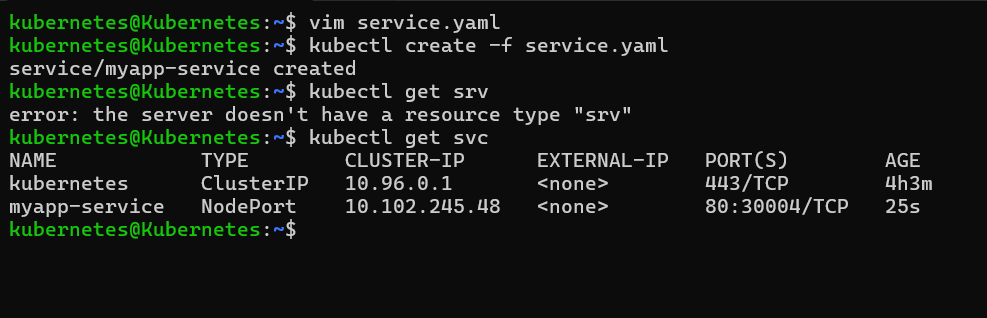 kubernetes@Kubernetes:~$ vim service.yaml
kubernetes@Kubernetes:~$ kubectl create -f service.yaml
service/myapp-service created
kubernetes@Kubernetes:~$ kubectl get srv
error: the server doesn't have a resource type "srv"
kubernetes@Kubernetes:~$ kubectl get svc
NAME            TYPE        CLUSTER-IP      EXTERNAL-IP   PORT(S)        AGE
kubernetes      ClusterIP   10.96.0.1       <none>        443/TCP        4h3m
myapp-service   NodePort    10.102.245.48   <none>        80:30004/TCP   25s
kubernetes@Kubernetes:~$